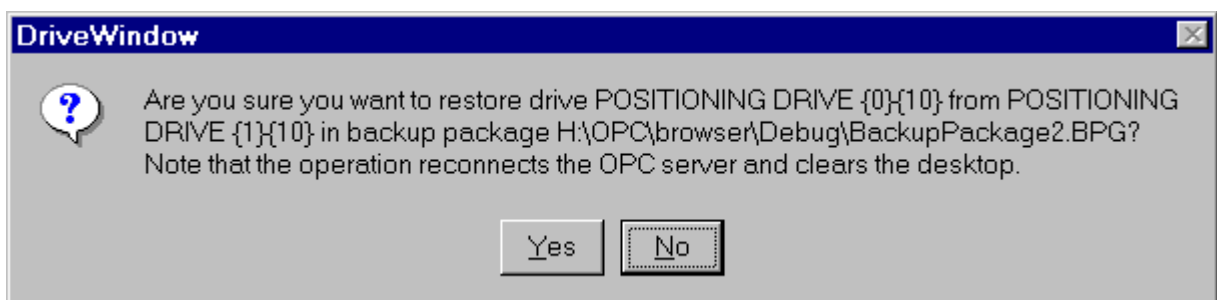 DriveWindow
Are you sure you want to restore drive POSITIONING DRIVE {0}{10} from POSITIONING
DRIVE {1}{10} in backup package H:\OPC\browser\Debug\BackupPackage2.BPG?
Note that the operation reconnects the OPC server and clears the desktop.
Yes No